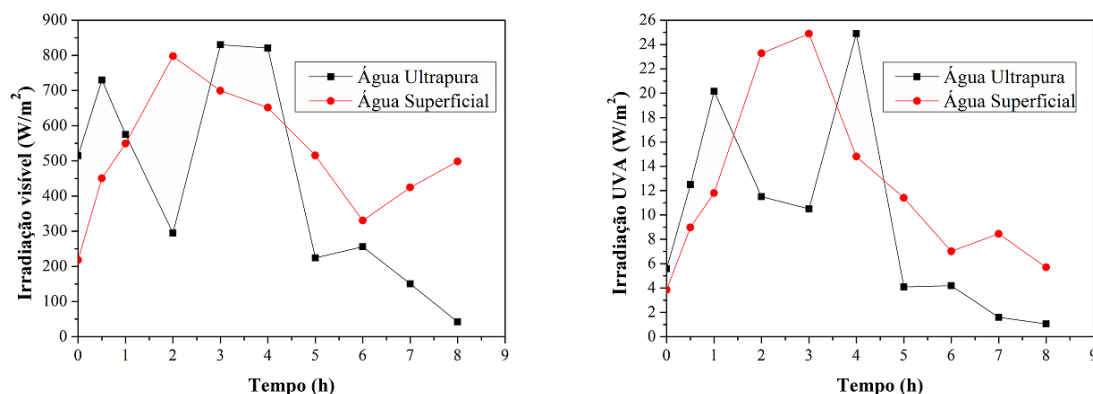 900
800
700
600
500
400
300
200
100
0
Irradiação visível (W/m²)
Água Ultrapura
Água Superficial
0 1 2 3 4 5 6 7 8 9
Tempo (h)
26
24
22
20
18
16
14
12
10
8
6
4
2
0
Irradiação UVA (W/m²)
Água Ultrapura
Água Superficial
0 1 2 3 4 5 6 7 8 9
Tempo (h)